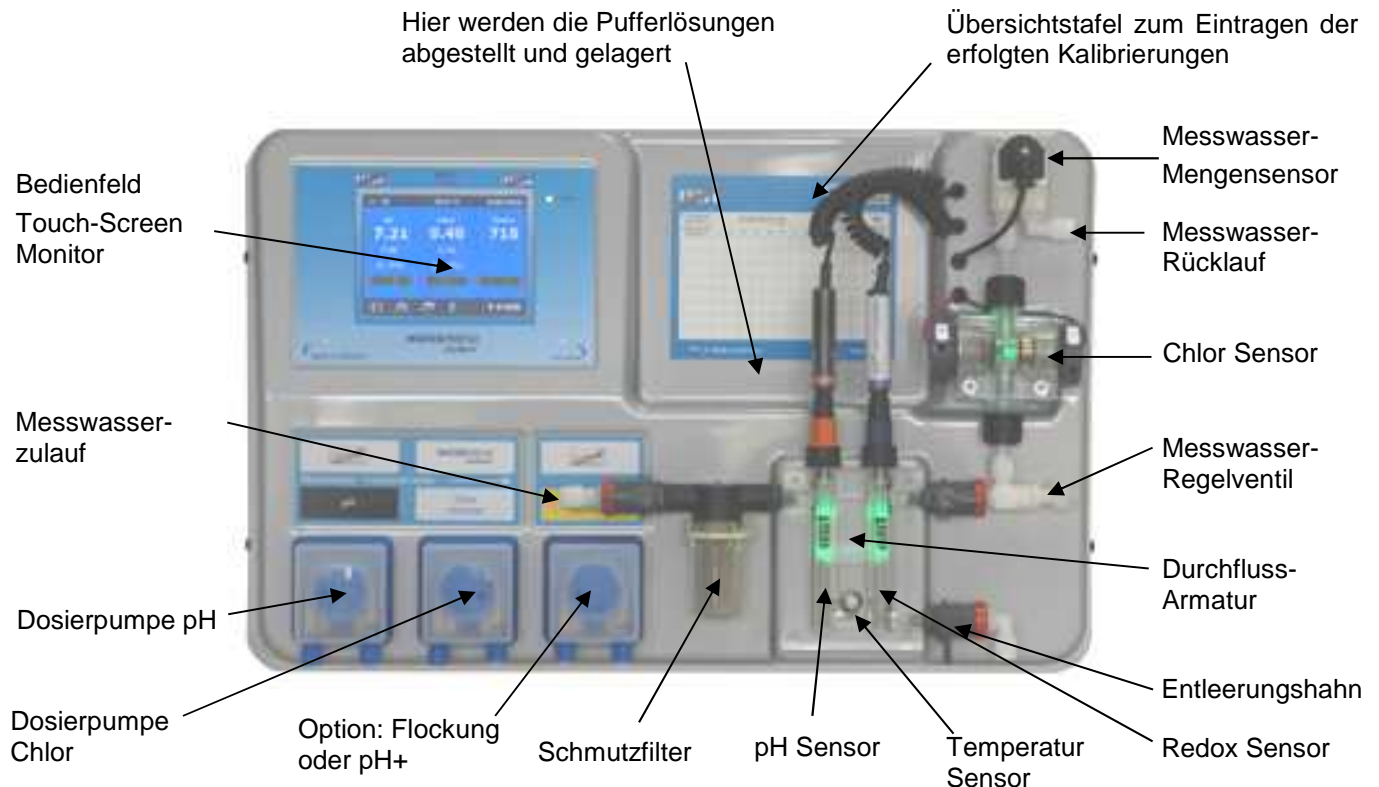 Hier werden die Pufferlösungen
abgestellt und gelagert
Übersichtstafel zum Eintragen der
erfolgten Kalibrierungen
Bedienfeld
Touch-Screen
Monitor
Messwasser-
Mengensensor
Messwasser-
Rücklauf
Chlor Sensor
Messwasser-
zulauf
Messwasser-
Regelventil
Durchfluss-
Armatur
Dosierpumpe pH
Entleerungshahn
Dosierpumpe
Chlor
Option: Flockung
oder pH+
Schmutzfilter
pH Sensor
Temperatur
Sensor
Redox Sensor
7.21 0.40 710